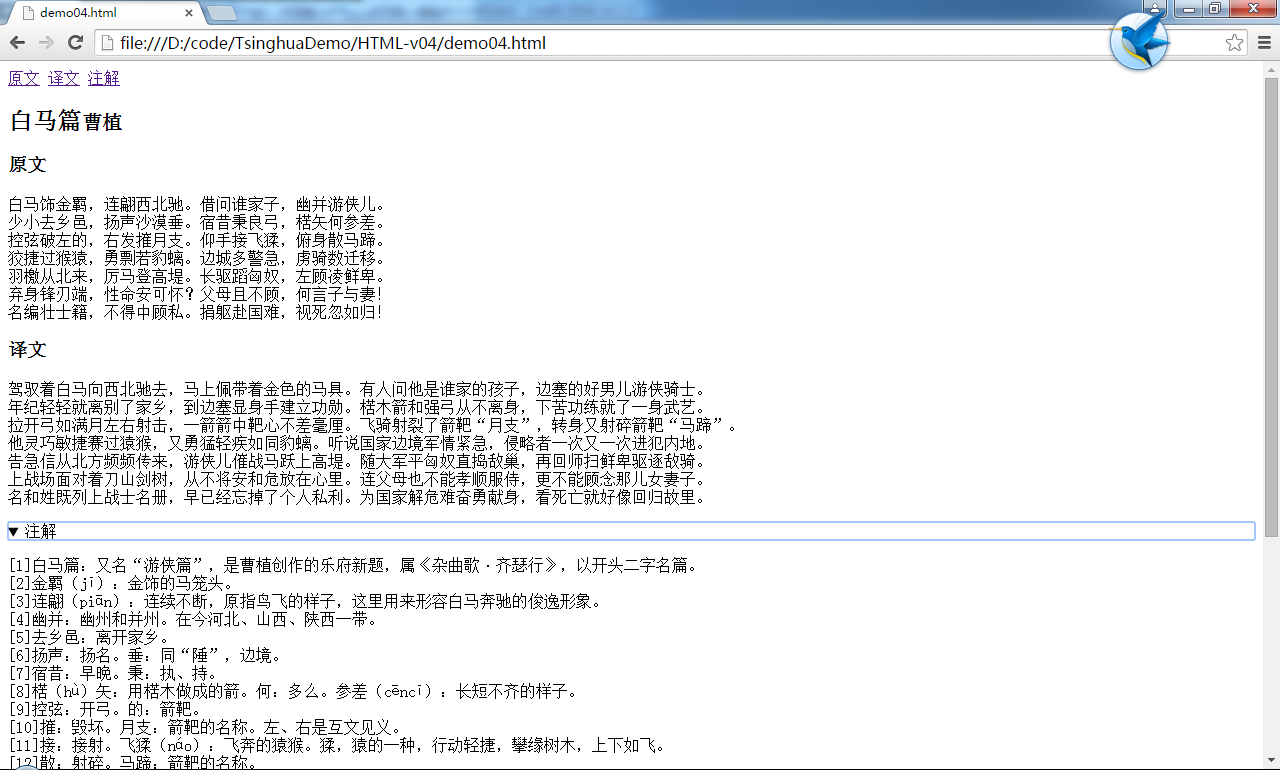 demo04.html
file:///D:/code/TsinghuaDemo/HTML-v04/demo04.html
原文 译文 注解
白马篇曹植
原文
白马饰金羁，连翩西北驰。借问谁家子，幽并游侠儿。
少小去乡邑，扬声沙漠垂。宿昔秉良弓，楛矢何参差。
控弦破左的，右发摧月支。仰手接飞猱，俯身散马蹄。
狡捷过猴猿，勇剽若豹螭。边城多警急，虏骑数迁移。
羽檄从北来，厉马登高堤。长驱蹈匈奴，左顾凌鲜卑。
弃身锋刃端，性命安可怀？父母且不顾，何言子与妻！
名编壮士籍，不得中顾私。捐躯赴国难，视死忽如归！
译文
驾驭着白马向西北驰去，马上佩带着金色的马具。有人问他是谁家的孩子，边塞的好男儿游侠骑士。
年纪轻轻就离别了家乡，到边塞显身手建立功勋。楛木箭和强弓从不离身，下苦功练就了一身武艺。
拉开弓如满月左右射击，一箭箭中靶心不差毫厘。飞骑射裂了箭靶“月支”，转身又射碎箭靶“马蹄”。
他灵巧敏捷赛过猿猴，又勇猛轻疾如同豹螭。听说国家边境军情紧急，侵略者一次又一次进犯内地。
告急信从北方频频传来，游侠儿催战马跃上高堤。随大军平匈奴直捣敌巢，再回师扫鲜卑驱逐敌骑。
上战场面对着刀山剑树，从不将安和危放在心里。连父母也不能孝顺服侍，更不能顾念那儿女妻子。
名和姓既列上战士名册，早已经忘掉了个人私利。为国家解危难奋勇献身，看死亡就好像回归故里。
▼ 注解
[1]白马篇：又名“游侠篇”，是曹植创作的乐府新题，属《杂曲歌·齐瑟行》，以开头二字名篇。
[2]金羁（jī）：金饰的马笼头。
[3]连翩（piān）：连续不断，原指鸟飞的样子，这里用来形容白马奔驰的俊逸形象。
[4]幽并：幽州和并州。在今河北、山西、陕西一带。
[5]去乡邑：离开家乡。
[6]扬声：扬名。垂：同“陲”，边境。
[7]宿昔：早晚。秉：执、持。
[8]楛（hù）矢：用楛木做成的箭。何：多么。参差（cēncī）：长短不齐的样子。
[9]控弦：开弓。的：箭靶。
[10]摧：毁坏。月支：箭靶的名称。左、右是互文见义。
[11]接：接射。飞猱（náo）：飞奔的猿猴。猱，猿的一种，行动轻捷，攀缘树木，上下如飞。
[12]散：射碎。马蹄：箭靶的名称。